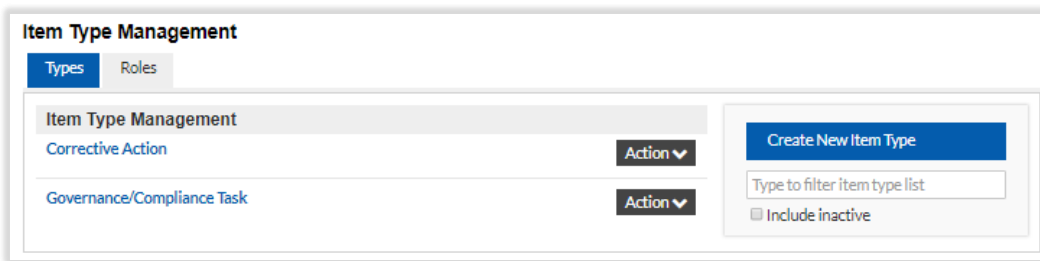 Item Type Management
Types Roles
Item Type Management
Corrective Action Action
Governance/Compliance Task Action
Create New Item Type
Type to filter item type list
Include inactive